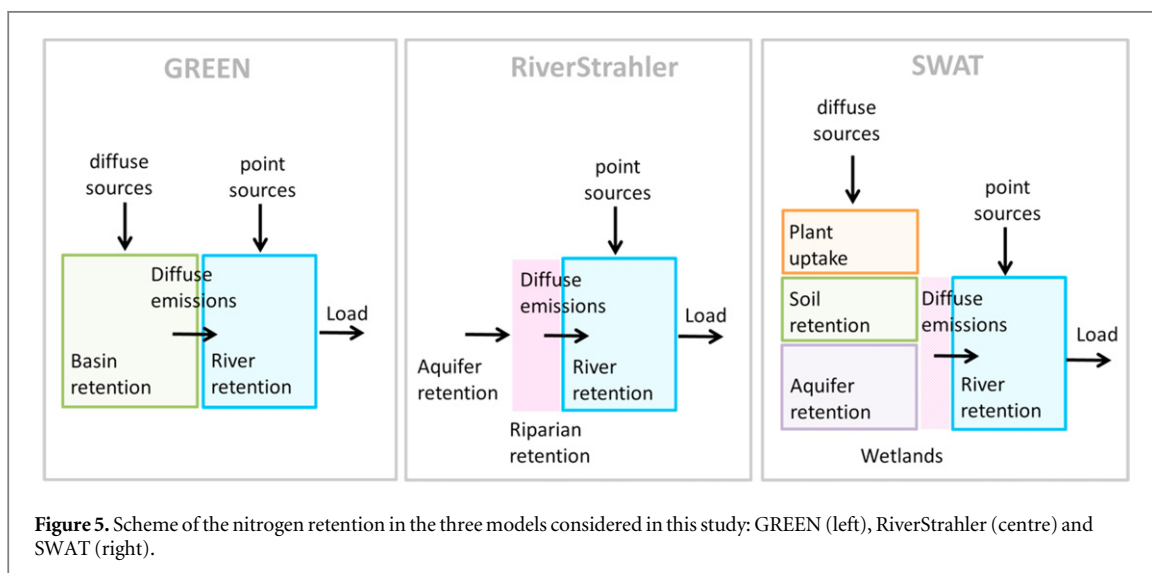 GREEN
diffuse
sources
point
sources
Diffuse
emissions
Load
Basin
retention
River
retention
RiverStrahler
point
sources
Diffuse
emissions
Load
Aquifer
retention
River
retention
Riparian
retention
SWAT
diffuse
sources
point
sources
Plant
uptake
Soil
retention
Diffuse
emissions
Load
Aquifer
retention
River
retention
Wetlands
Figure 5. Scheme of the nitrogen retention in the three models considered in this study: GREEN (left), RiverStrahler (centre) and
SWAT (right).